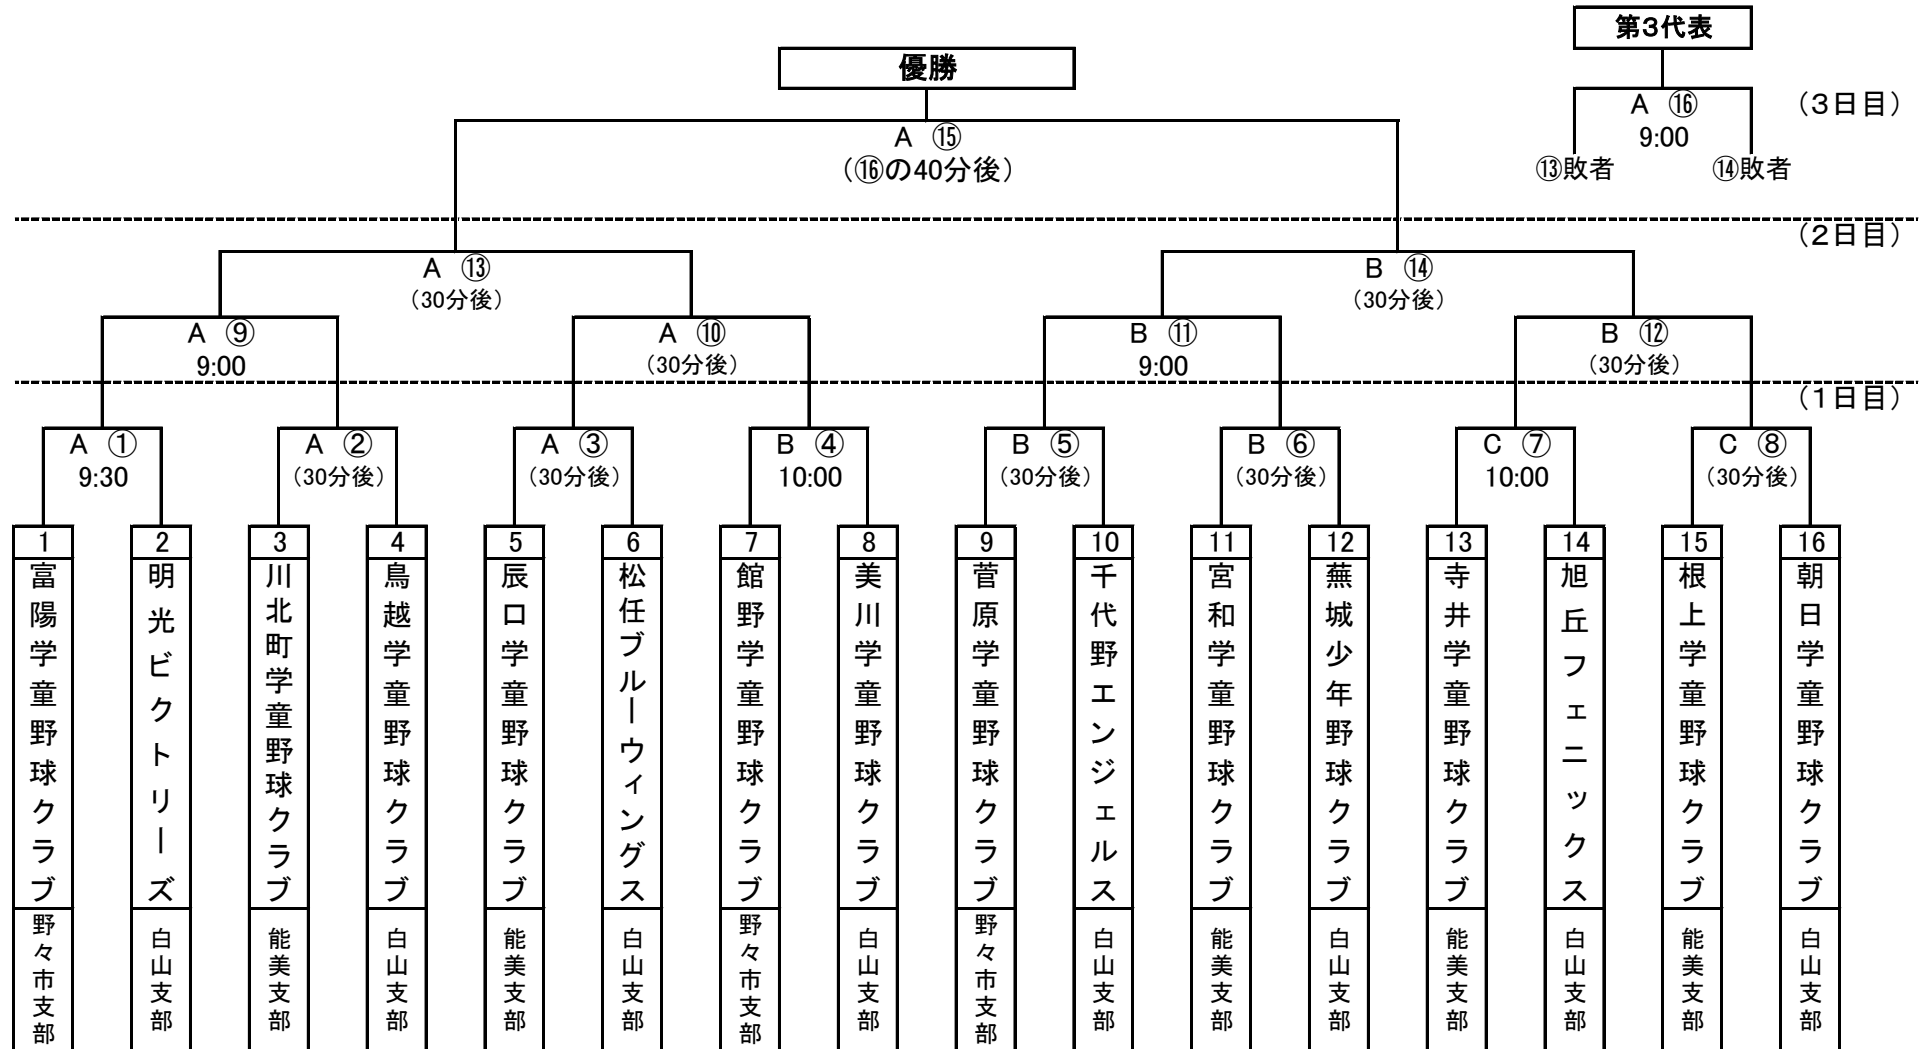 第3代表
優勝
A ⑯
9:00
(3日目)
⑬敗者
⑭敗者
A ⑮
(⑯の40分後)
(2日目)
A ⑬
(30分後)
B ⑭
(30分後)
A ⑨
9:00
A ⑩
(30分後)
B ⑪
9:00
B ⑫
(30分後)
(1日目)
A ①
9:30
A ②
(30分後)
A ③
(30分後)
B ④
10:00
B ⑤
(30分後)
B ⑥
(30分後)
C ⑦
10:00
C ⑧
(30分後)
1
富陽学童野球クラブ
野々市支部
2
明光ビクトリーズ
白山支部
3
川北町学童野球クラブ
能美支部
4
鳥越学童野球クラブ
白山支部
5
辰口学童野球クラブ
能美支部
6
松任ブルーウィングス
白山支部
7
館野学童野球クラブ
野々市支部
8
美川学童野球クラブ
白山支部
9
菅原学童野球クラブ
野々市支部
10
千代野エンジェルス
白山支部
11
宮和学童野球クラブ
能美支部
12
蕪城少年野球クラブ
白山支部
13
寺井学童野球クラブ
能美支部
14
旭丘フェニックス
白山支部
15
根上学童野球クラブ
能美支部
16
朝日学童野球クラブ
白山支部